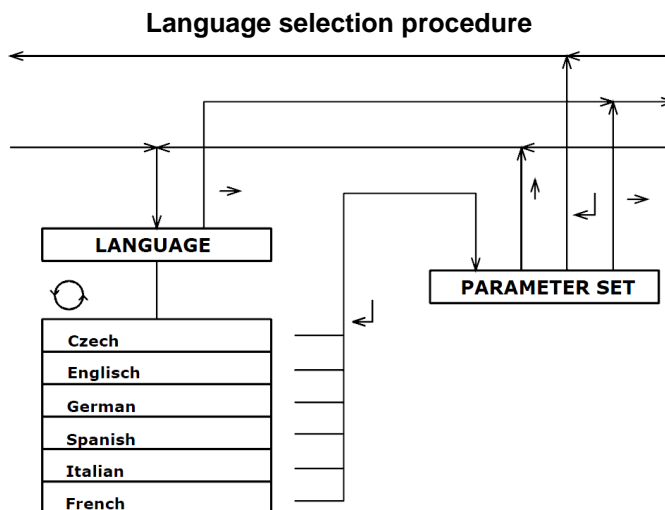 Language selection procedure
LANGUAGE
PARAMETER SET
Czech
Englisch
German
Spanish
Italian
French